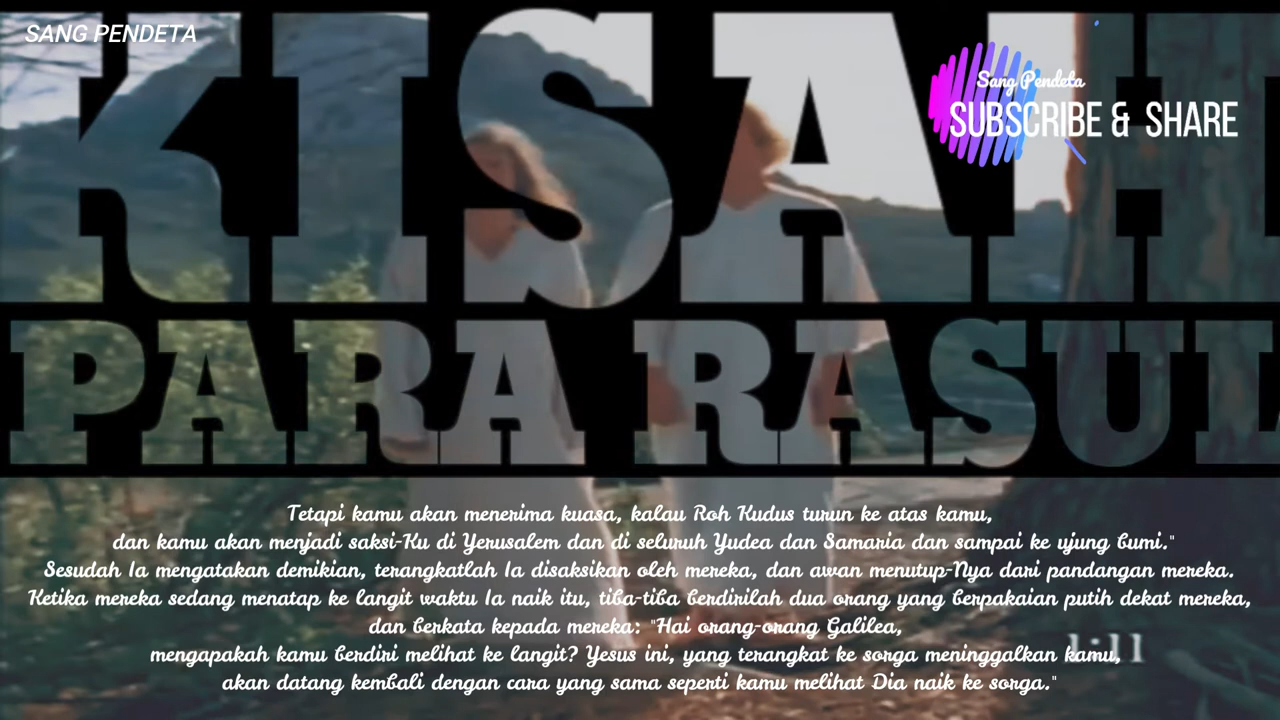 SANG PENDETA
KISAH
Sang Pendeta
SUBSCRIBE & SHARE
PARA RASUL
Tetapi kamu akan menerima kuasa, kalau Roh Kudus turun ke atas kamu,
dan kamu akan menjadi saksi-Ku di Yerusalem dan di seluruh Yudea dan Samaria dan sampai ke ujung bumi."
Sesudah Ia mengatakan demikian, terangkatlah Ia disaksikan oleh mereka, dan awan menutup-Nya dari pandangan mereka.
Ketika mereka sedang menatap ke langit waktu Ia naik itu, tiba-tiba berdirilah dua orang yang berpakaian putih dekat mereka,
dan berkata kepada mereka: "Hai orang-orang Galilea,
mengapakah kamu berdiri melihat ke langit? Yesus ini, yang terangkat ke sorga meninggalkan kamu,
akan datang kembali dengan cara yang sama seperti kamu melihat Dia naik ke sorga."